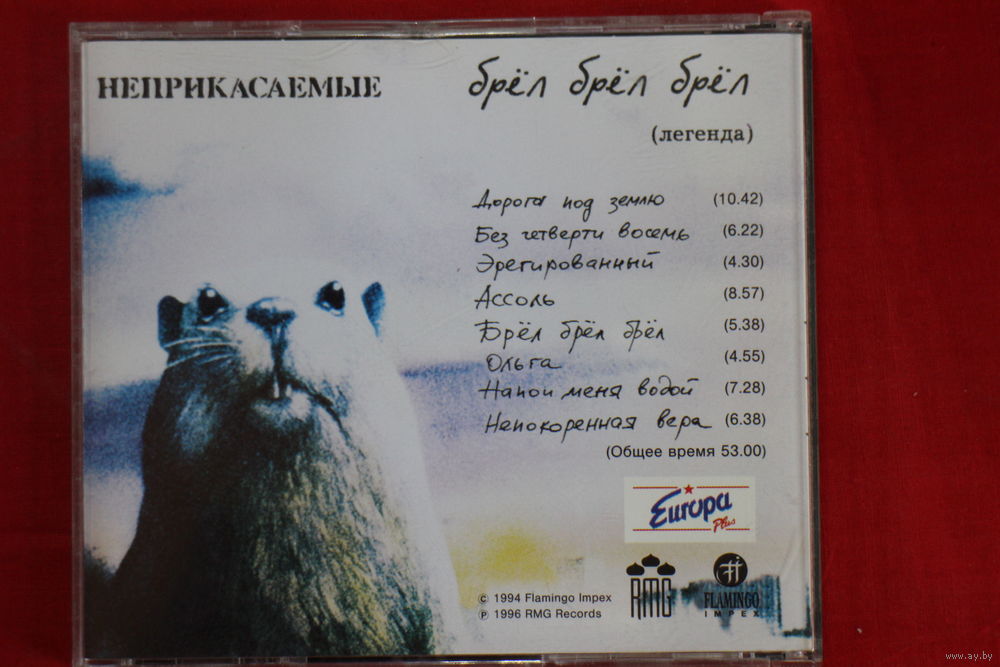 НЕПРИКАСАЕМЫЕ
брёл брёл брёл
(легенда)
Дорога под землю (10.42)
Без четверти восемь (6.22)
Эрегированный (4.30)
Ассоль (8.57)
Брёл брёл брёл (5.38)
Ольга (4.55)
Напои меня водой (7.28)
Непокоренная вера (6.38)
(Общее время 53.00)
Europa
Plus
© 1994 Flamingo Impex
℗ 1996 RMG Records
RMG
FLAMINGO
IMPEX
www.ay.by